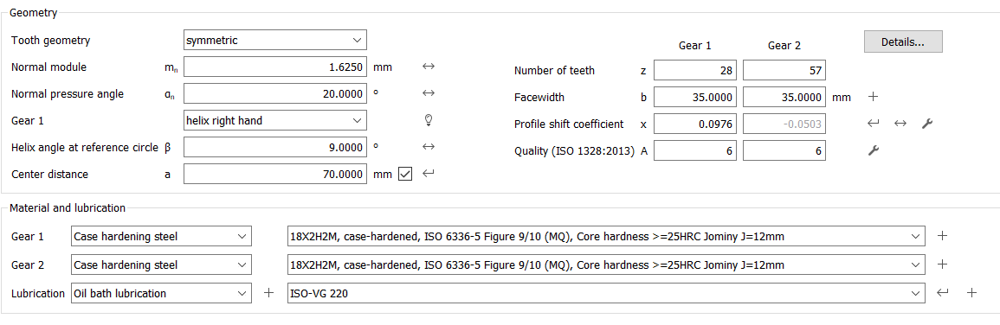 Geometry
Tooth geometry symmetric
Gear 1 Gear 2 Details...
Normal module mn 1.6250 mm
Number of teeth z 28 57
Normal pressure angle αn 20.0000 °
Facewidth b 35.0000 35.0000 mm
Gear 1 helix right hand
Profile shift coefficient x 0.0976 -0.0503
Helix angle at reference circle β 9.0000 °
Quality (ISO 1328:2013) A 6 6
Center distance a 70.0000 mm
Material and lubrication
Gear 1 Case hardening steel 18X2H2M, case-hardened, ISO 6336-5 Figure 9/10 (MQ), Core hardness >=25HRC Jominy J=12mm
Gear 2 Case hardening steel 18X2H2M, case-hardened, ISO 6336-5 Figure 9/10 (MQ), Core hardness >=25HRC Jominy J=12mm
Lubrication Oil bath lubrication ISO-VG 220